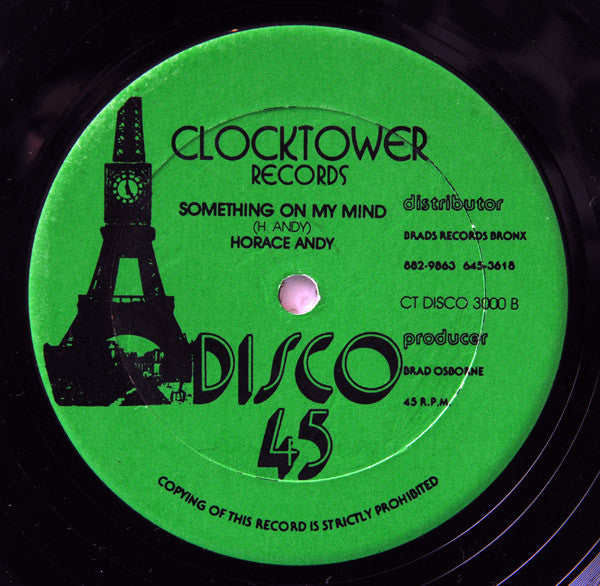 CLOCKTOWER
RECORDS
SOMETHING ON MY MIND
(H. ANDY)
HORACE ANDY
distributor
BRADS RECORDS BRONX
882-9863 645-3618
CT DISCO 3000 B
producer
BRAD OSBORNE
45 R.P.M.
DISCO
45
COPYING OF THIS RECORD IS STRICTLY PROHIBITED